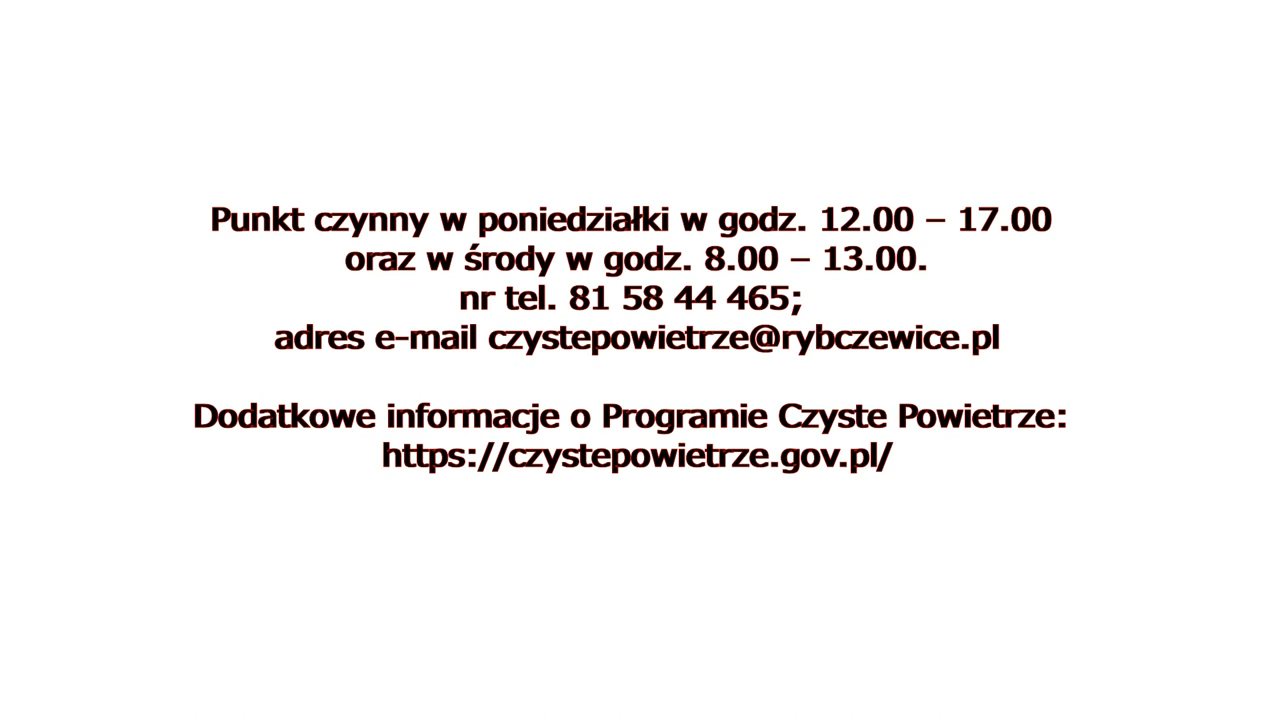 Punkt czynny w poniedziałki w godz. 12.00 – 17.00
oraz w środy w godz. 8.00 – 13.00.
nr tel. 81 58 44 465;
adres e-mail czystepowietrze@rybczewice.pl
Dodatkowe informacje o Programie Czyste Powietrze:
https://czystepowietrze.gov.pl/